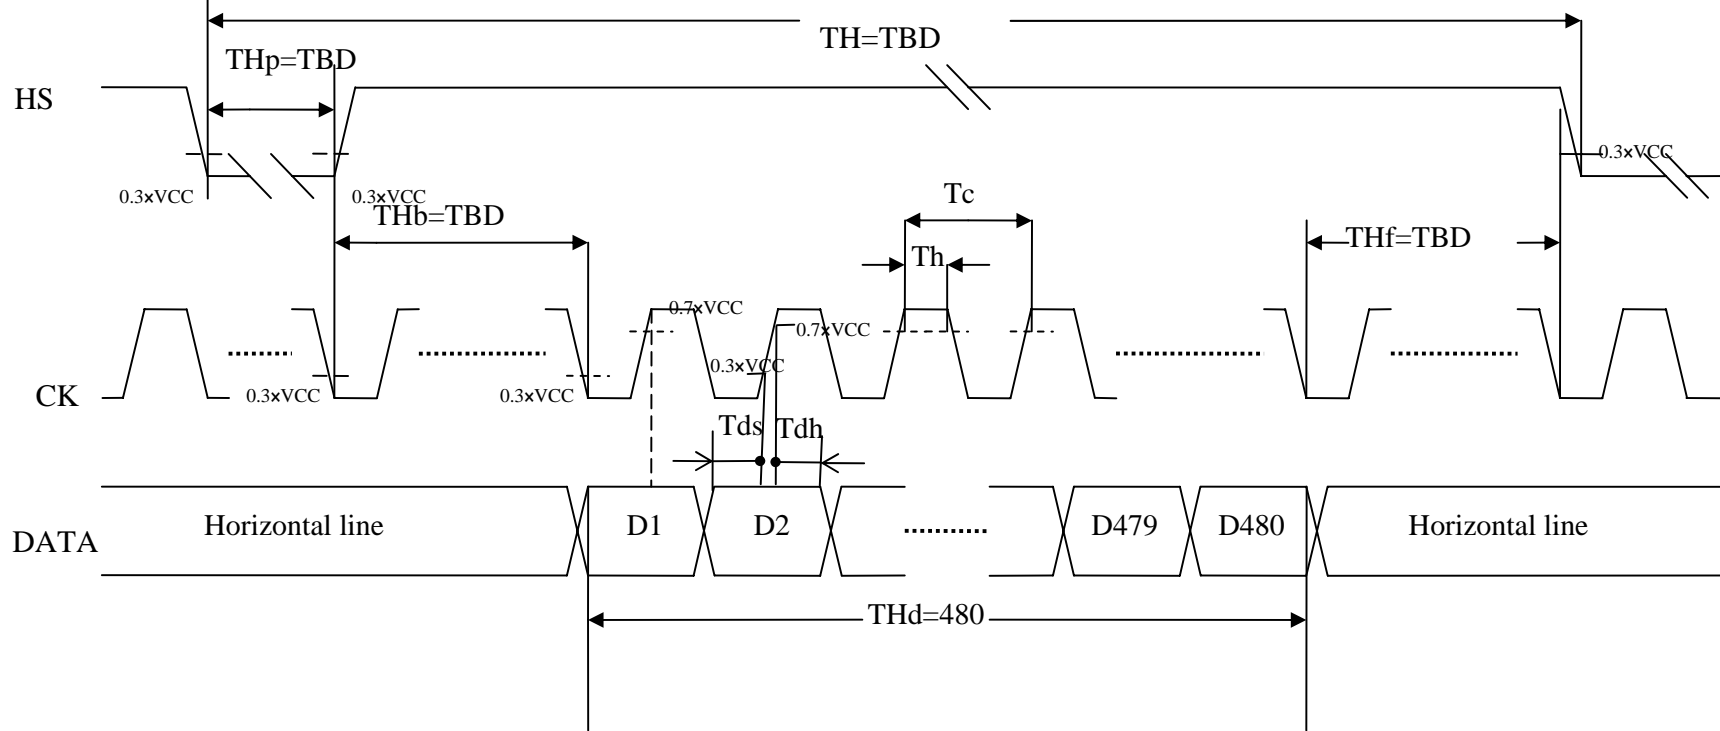 TH=TBD
THp=TBD
HS
0.3×VCC
0.3×VCC
0.3×VCC
THb=TBD
Tc
THf=TBD
Th
0.7×VCC
0.7×VCC
0.3×VCC
CK
0.3×VCC
0.3×VCC
Tds
Tdh
DATA
Horizontal line
D1
D2
D479
D480
Horizontal line
THd=480